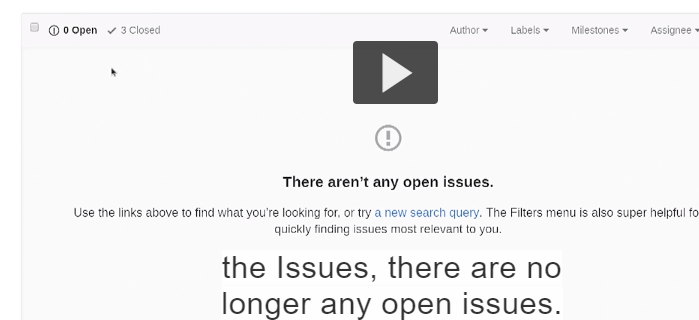 0 Open 3 Closed Author Labels Milestones Assignee
There aren't any open issues.
Use the links above to find what you're looking for, or try a new search query. The Filters menu is also super helpful fo
quickly finding issues most relevant to you.
the Issues, there are no
longer any open issues.